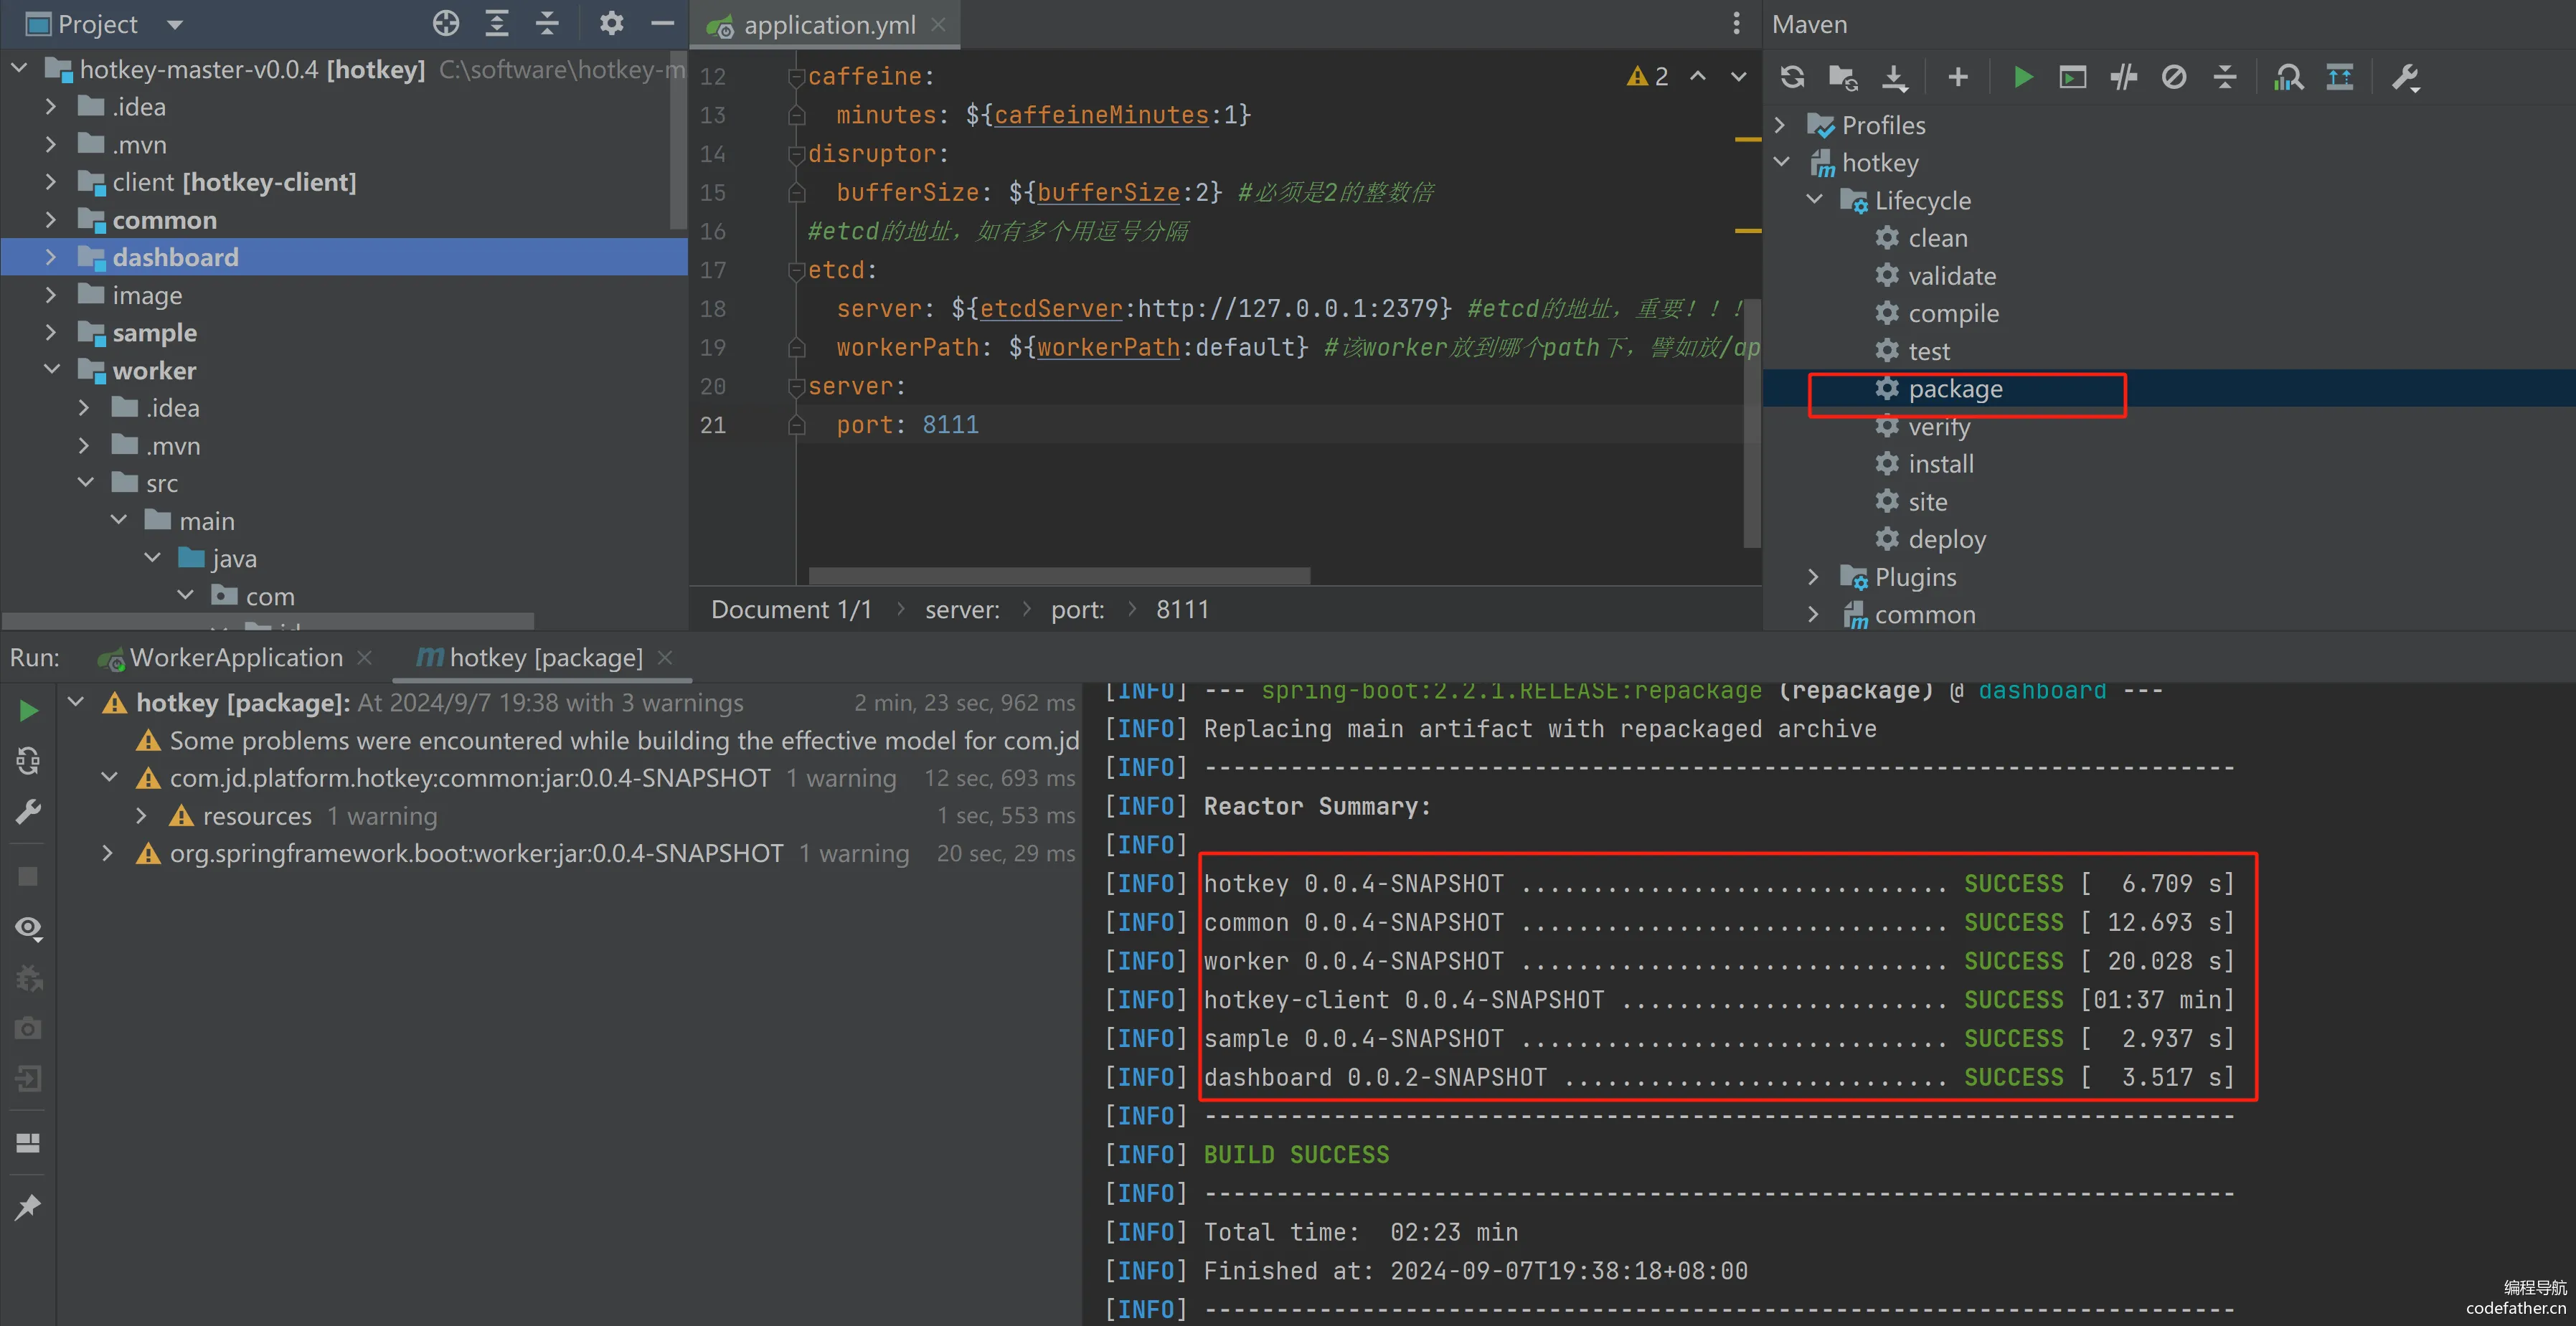 Project
hotkey-master-v0.0.4 [hotkey] C:\software\hotkey-m
.idea
.mvn
client [hotkey-client]
common
dashboard
image
sample
worker
.idea
.mvn
src
main
java
com
application.yml
12 caffeine:
13 minutes: ${caffeineMinutes:1}
14 disruptor:
15 bufferSize: ${bufferSize:2} #必须是2的整数倍
16 #etcd的地址，如有多个用逗号分隔
17 etcd:
18 server: ${etcdServer:http://127.0.0.1:2379} #etcd的地址，重要！！！
19 workerPath: ${workerPath:default} #该worker放到哪个path下，譬如放/ap
20 server:
21 port: 8111
2
Document 1/1 > server: > port: > 8111
Maven
Profiles
hotkey
Lifecycle
clean
validate
compile
test
package
verify
install
site
deploy
Plugins
common
Run: WorkerApplication hotkey [package]
hotkey [package]: At 2024/9/7 19:38 with 3 warnings 2 min, 23 sec, 962 ms
Some problems were encountered while building the effective model for com.jd
com.jd.platform.hotkey:common:jar:0.0.4-SNAPSHOT 1 warning 12 sec, 693 ms
resources 1 warning 1 sec, 553 ms
org.springframework.boot:worker:jar:0.0.4-SNAPSHOT 1 warning 20 sec, 29 ms
[INFO] --- spring-boot:2.2.1.RELEASE:repackage (repackage) @ dashboard ---
[INFO] Replacing main artifact with repackaged archive
[INFO] ------------------------------------------------------------------------
[INFO] Reactor Summary:
[INFO]
[INFO] hotkey 0.0.4-SNAPSHOT .............................. SUCCESS [  6.709 s]
[INFO] common 0.0.4-SNAPSHOT .............................. SUCCESS [ 12.693 s]
[INFO] worker 0.0.4-SNAPSHOT .............................. SUCCESS [ 20.028 s]
[INFO] hotkey-client 0.0.4-SNAPSHOT ....................... SUCCESS [01:37 min]
[INFO] sample 0.0.4-SNAPSHOT .............................. SUCCESS [  2.937 s]
[INFO] dashboard 0.0.2-SNAPSHOT ........................... SUCCESS [  3.517 s]
[INFO] ------------------------------------------------------------------------
[INFO] BUILD SUCCESS
[INFO] ------------------------------------------------------------------------
[INFO] Total time:  02:23 min
[INFO] Finished at: 2024-09-07T19:38:18+08:00
[INFO] ------------------------------------------------------------------------
编程导航
codefather.cn